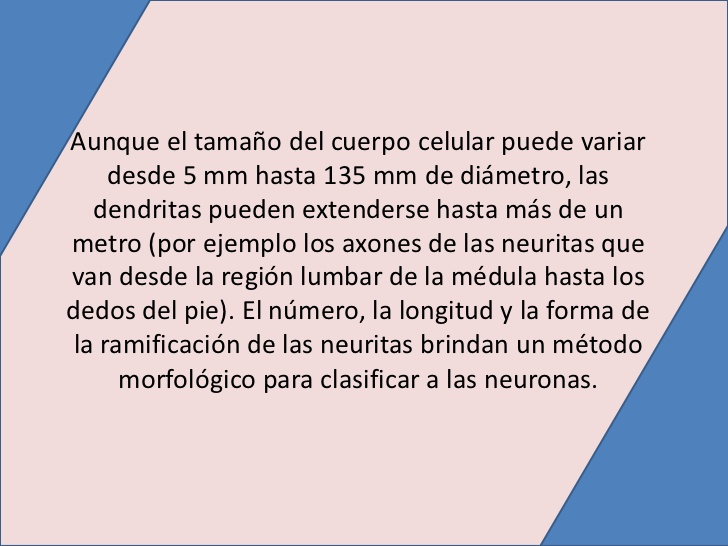 Aunque el tamaño del cuerpo celular puede variar
desde 5 mm hasta 135 mm de diámetro, las
dendritas pueden extenderse hasta más de un
metro (por ejemplo los axones de las neuritas que
van desde la región lumbar de la médula hasta los
dedos del pie). El número, la longitud y la forma de
la ramificación de las neuritas brindan un método
morfológico para clasificar a las neuronas.